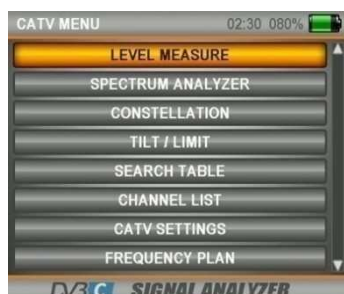 CATV MENU 02:30 080%
LEVEL MEASURE
SPECTRUM ANALYZER
CONSTELLATION
TILT / LIMIT
SEARCH TABLE
CHANNEL LIST
CATV SETTINGS
FREQUENCY PLAN
DVB C SIGNAL ANALYZER